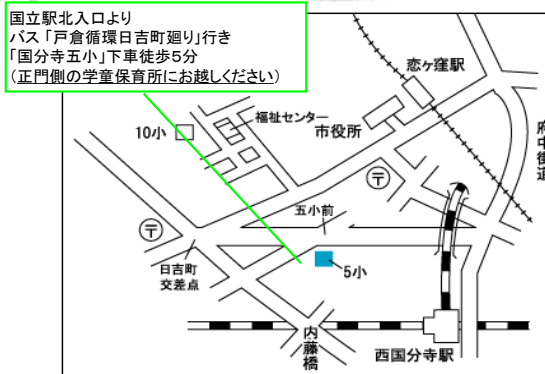 国立駅北入口より
バス 「戸倉循環日吉町廻り」行き
「国分寺五小」下車徒歩5分
(正門側の学童保育所にお越しください)
恋ヶ窪駅
福祉センター
市役所
10小
府中街道
〒
五小前
〒
日吉町
交差点
5小
内藤橋
西国分寺駅